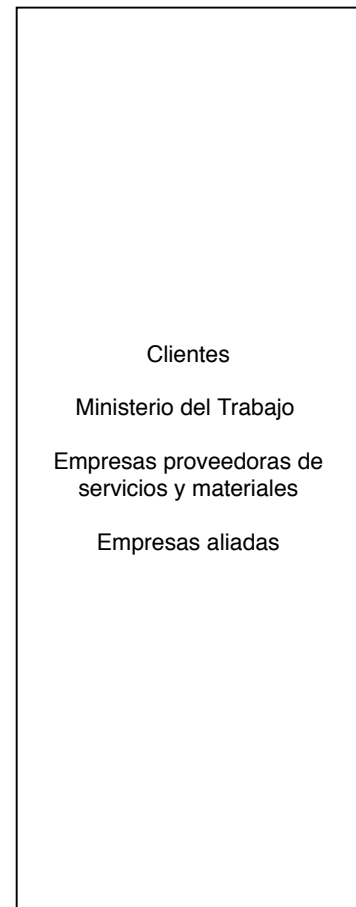 Clientes
Ministerio del Trabajo
Empresas proveedoras de
servicios y materiales
Empresas aliadas